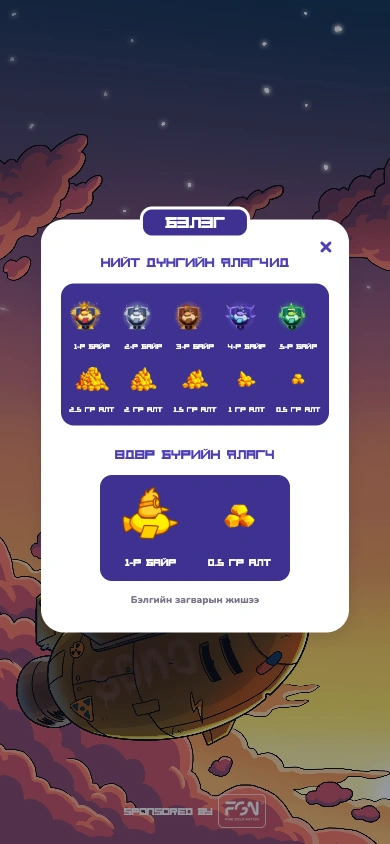 БЭЛЭГ
НИЙТ ДҮНГИЙН ЯЛАГЧИД
1-Р БАЙР 2-Р БАЙР 3-Р БАЙР 4-Р БАЙР 5-Р БАЙР
2.5 ГР АЛТ 2 ГР АЛТ 1.5 ГР АЛТ 1 ГР АЛТ 0.5 ГР АЛТ
ӨДӨР БҮРИЙН ЯЛАГЧ
1-Р БАЙР 0.5 ГР АЛТ
Бэлгийн загварын жишээ
SPONSORED BY FGN